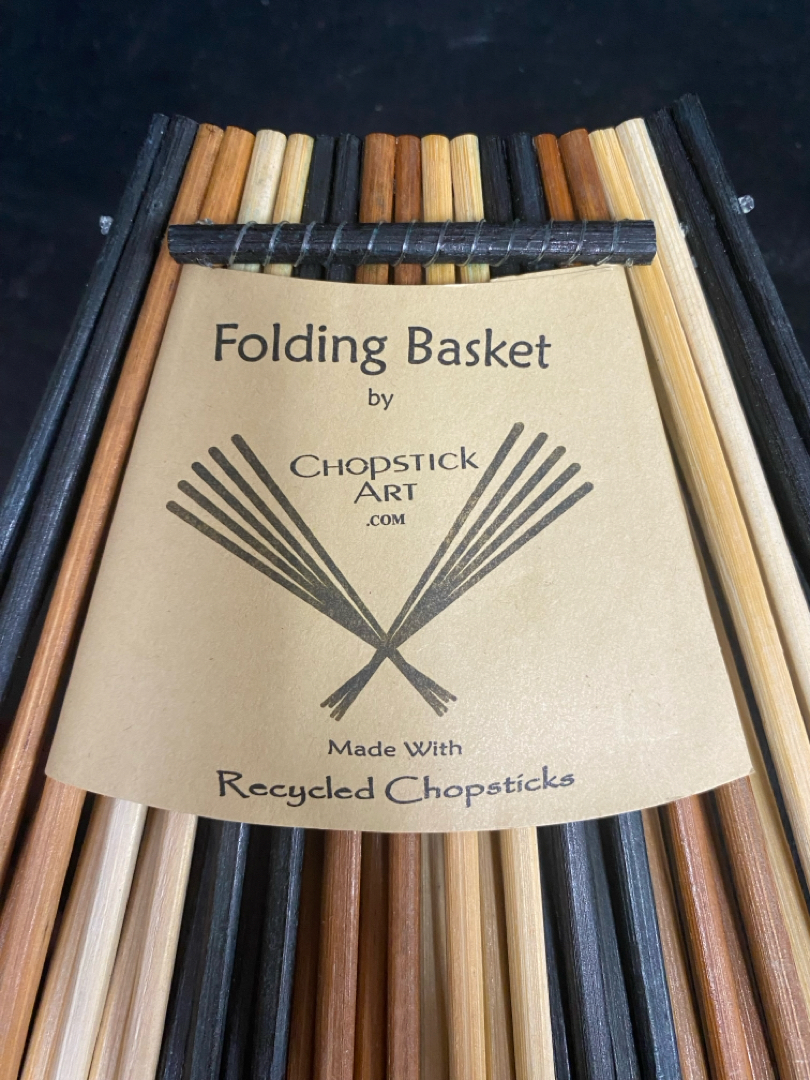 Folding Basket
by
CHOPSTICK
ART
.COM
Made With
Recycled Chopsticks